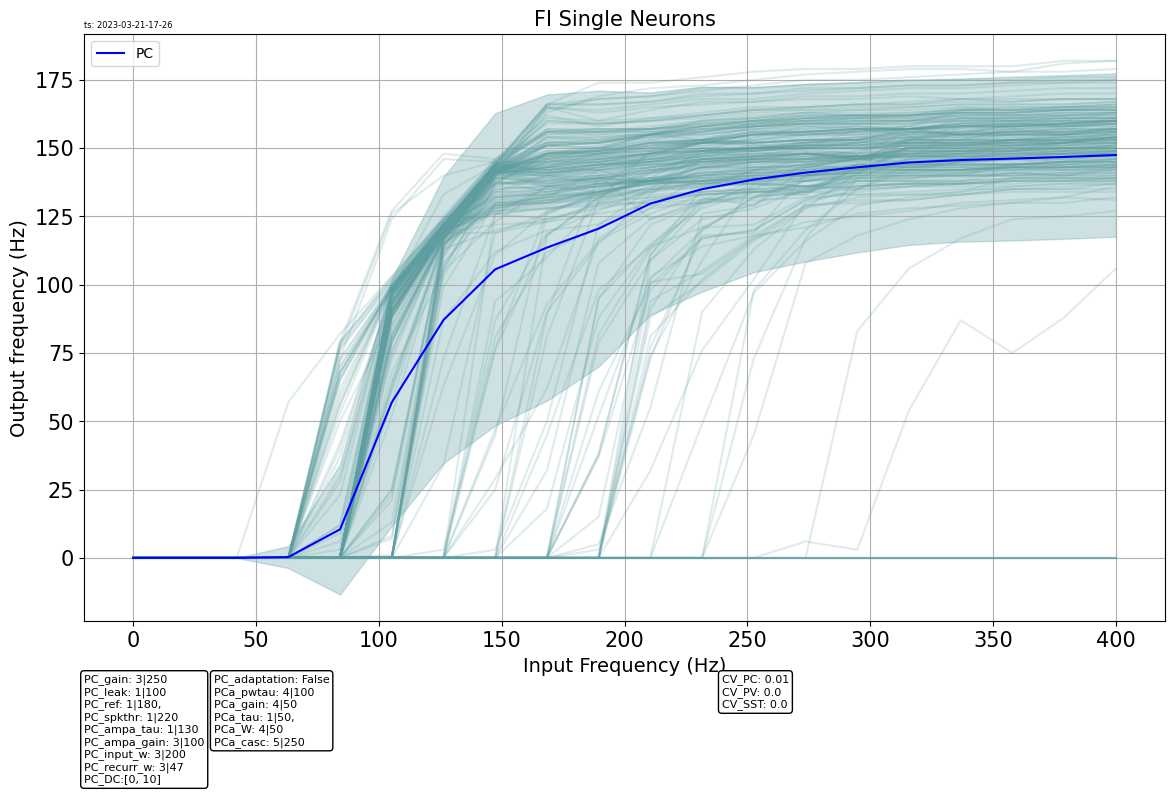 FI Single Neurons
ts: 2023-03-21-17-26
PC
175
150
125
100
75
50
25
0
Output frequency (Hz)
0 50 100 150 200 250 300 350 400
Input Frequency (Hz)
PC_gain: 3|250
PC_leak: 1|100
PC_ref: 1|180,
PC_spkthr: 1|220
PC_ampa_tau: 1|130
PC_ampa_gain: 3|100
PC_input_w: 3|200
PC_recurr_w: 3|47
PC_DC:[0, 10]
PC_adaptation: False
PCa_pwtau: 4|100
PCa_gain: 4|50
PCa_tau: 1|50,
PCa_W: 4|50
PCa_casc: 5|250
CV_PC: 0.01
CV_PV: 0.0
CV_SST: 0.0